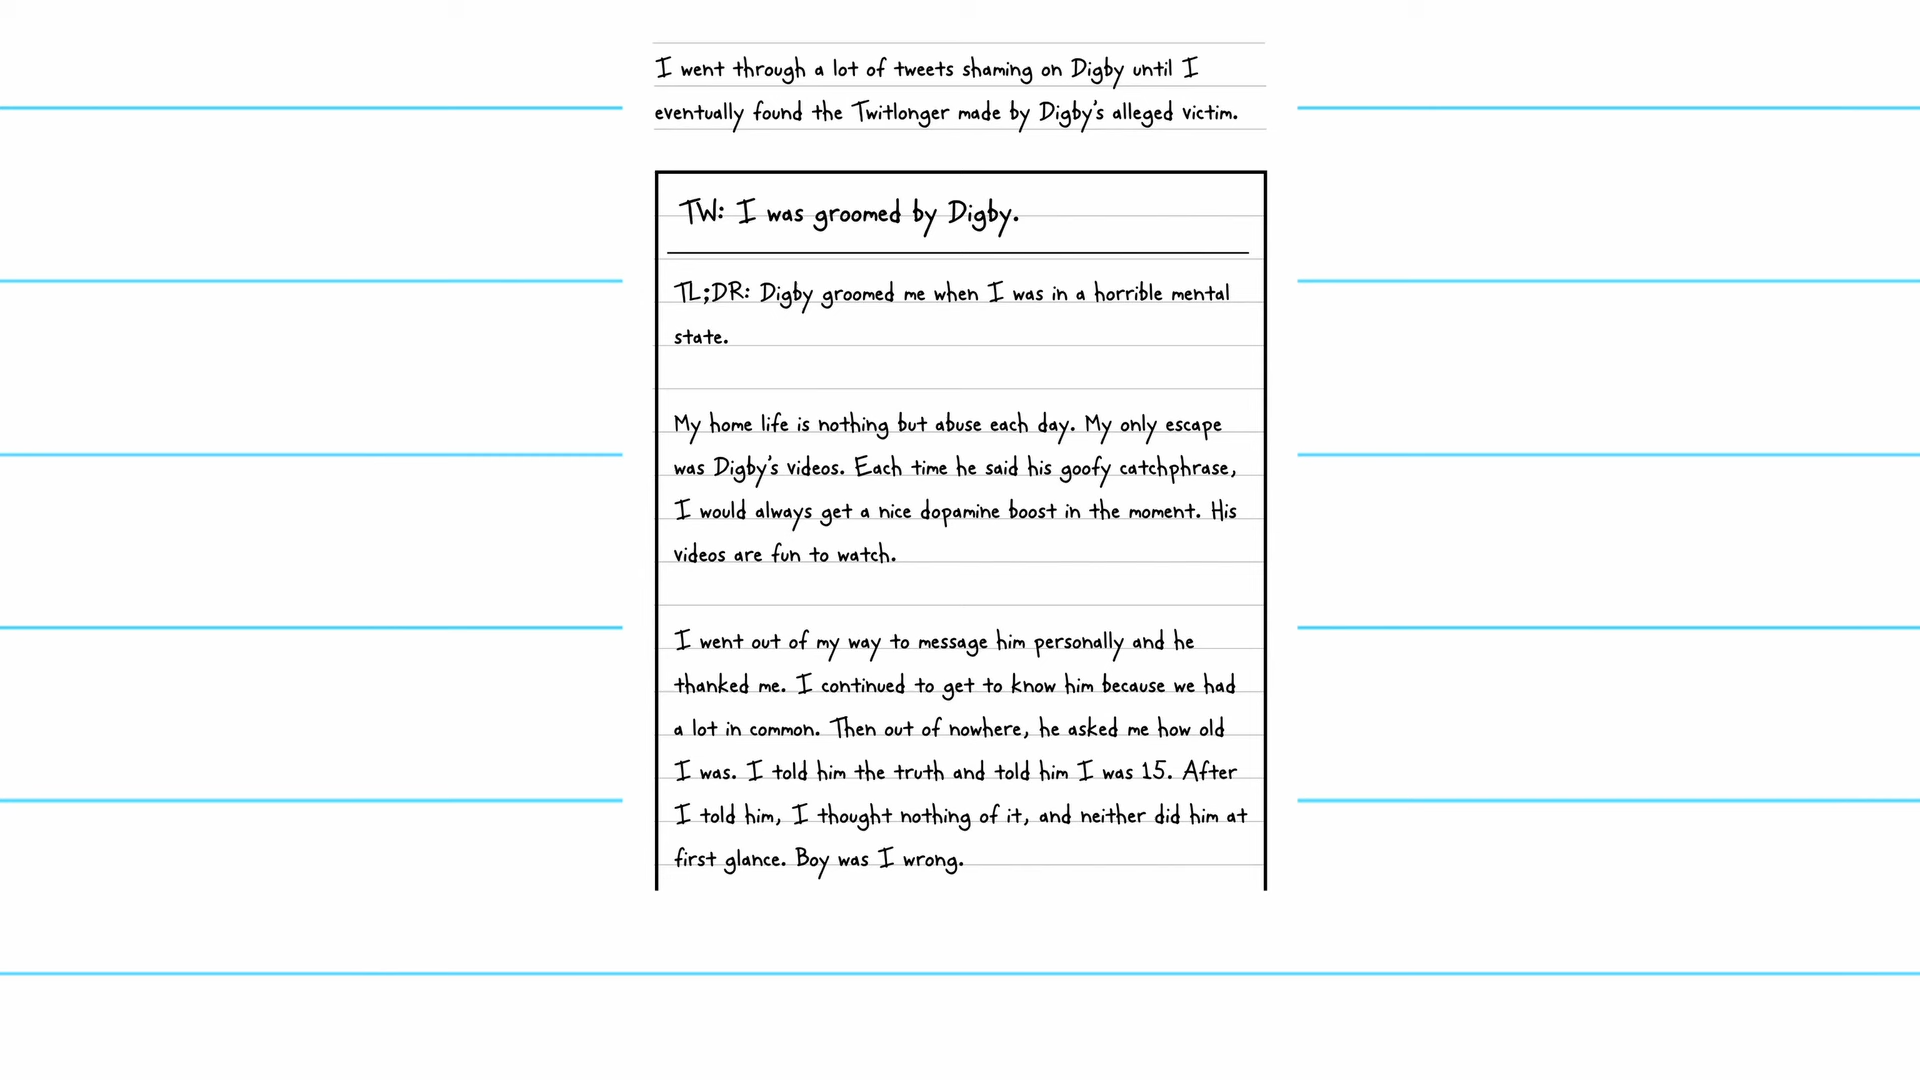 I went through a lot of tweets shaming on Digby until I
eventually found the Twitlonger made by Digby's alleged victim.
TW: I was groomed by Digby.
TL;DR: Digby groomed me when I was in a horrible mental
state.
My home life is nothing but abuse each day. My only escape
was Digby's videos. Each time he said his goofy catchphrase,
I would always get a nice dopamine boost in the moment. His
videos are fun to watch.
I went out of my way to message him personally and he
thanked me. I continued to get to know him because we had
a lot in common. Then out of nowhere, he asked me how old
I was. I told him the truth and told him I was 15. After
I told him, I thought nothing of it, and neither did him at
first glance. Boy was I wrong.